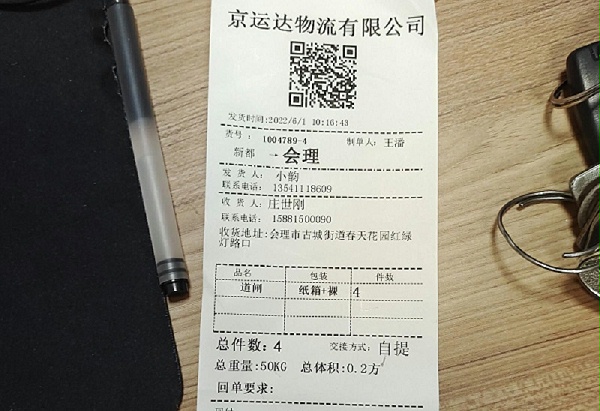 京运达物流有限公司
发货时间:2022/6/1 10:16:43
货号: 1004789-4 制单人: 王潘
新都 - 会理
发 货 人: 小韵
联系电话: 13541118609
收 货 人: 庄世刚
联系电话: 15881500090
收货地址:会理市古城街道春天花园红绿
灯路口
品名 包装 件数
道闸 纸箱+裸 4
总件数: 4 交接方式: 自提
总重量:50KG 总体积:0.2方
回单要求: